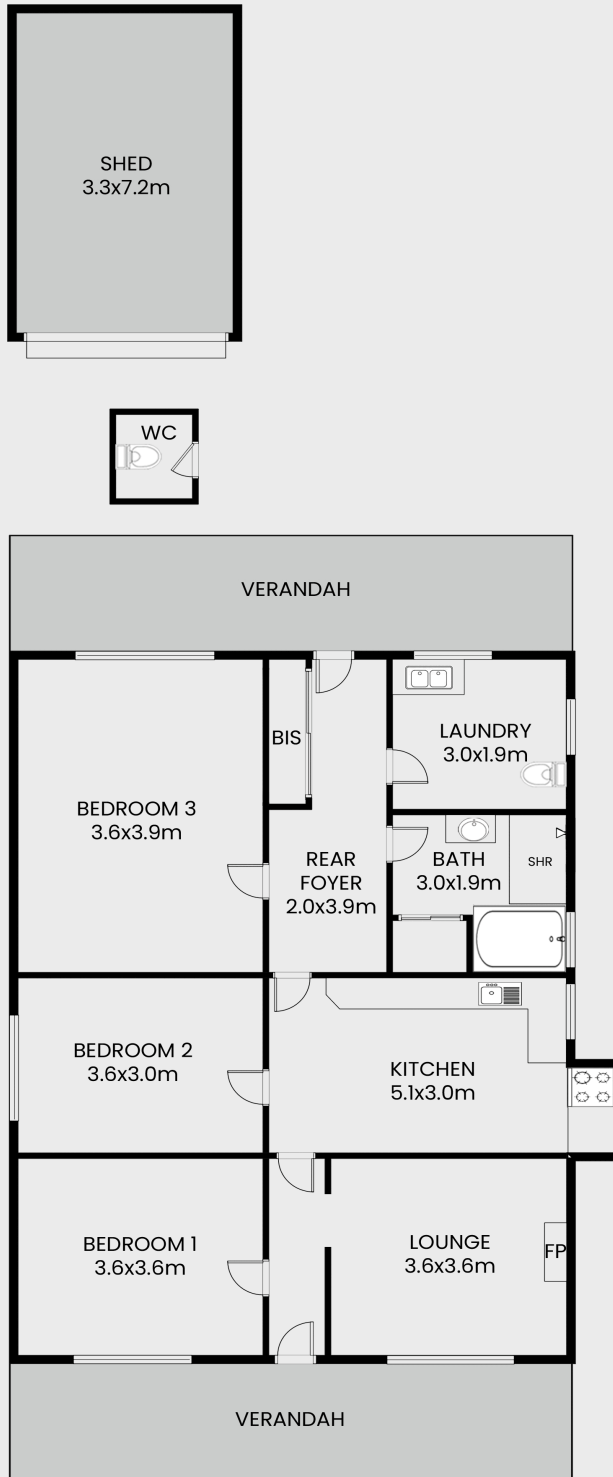 SHED
3.3x7.2m
WC
VERANDAH
BIS
LAUNDRY
3.0x1.9m
BEDROOM 3
3.6x3.9m
REAR
FOYER
2.0x3.9m
BATH
3.0x1.9m
SHR
BEDROOM 2
3.6x3.0m
KITCHEN
5.1x3.0m
BEDROOM 1
3.6x3.6m
LOUNGE
3.6x3.6m
FP
VERANDAH